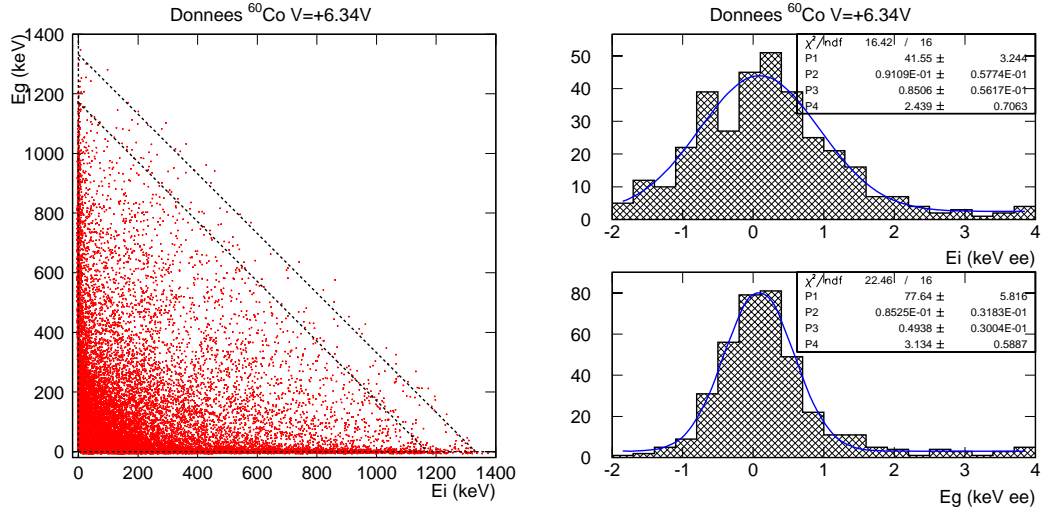 Donnees ⁶⁰Co V=+6.34V
Eg (keV)
1400
1200
1000
800
600
400
200
0
0 200 400 600 800 1000 1200 1400
Ei (keV)
Donnees ⁶⁰Co V=+6.34V
χ²/ndf 16.42 / 16
P1 41.55 ± 3.244
P2 0.9109E-01 ± 0.5774E-01
P3 0.8506 ± 0.5617E-01
P4 2.439 ± 0.7063
50
40
30
20
10
0
-2 -1 0 1 2 3 4
Ei (keV ee)
χ²/ndf 22.46 / 16
P1 77.64 ± 5.816
P2 0.8525E-01 ± 0.3183E-01
P3 0.4938 ± 0.3004E-01
P4 3.134 ± 0.5887
80
60
40
20
0
-2 -1 0 1 2 3 4
Eg (keV ee)